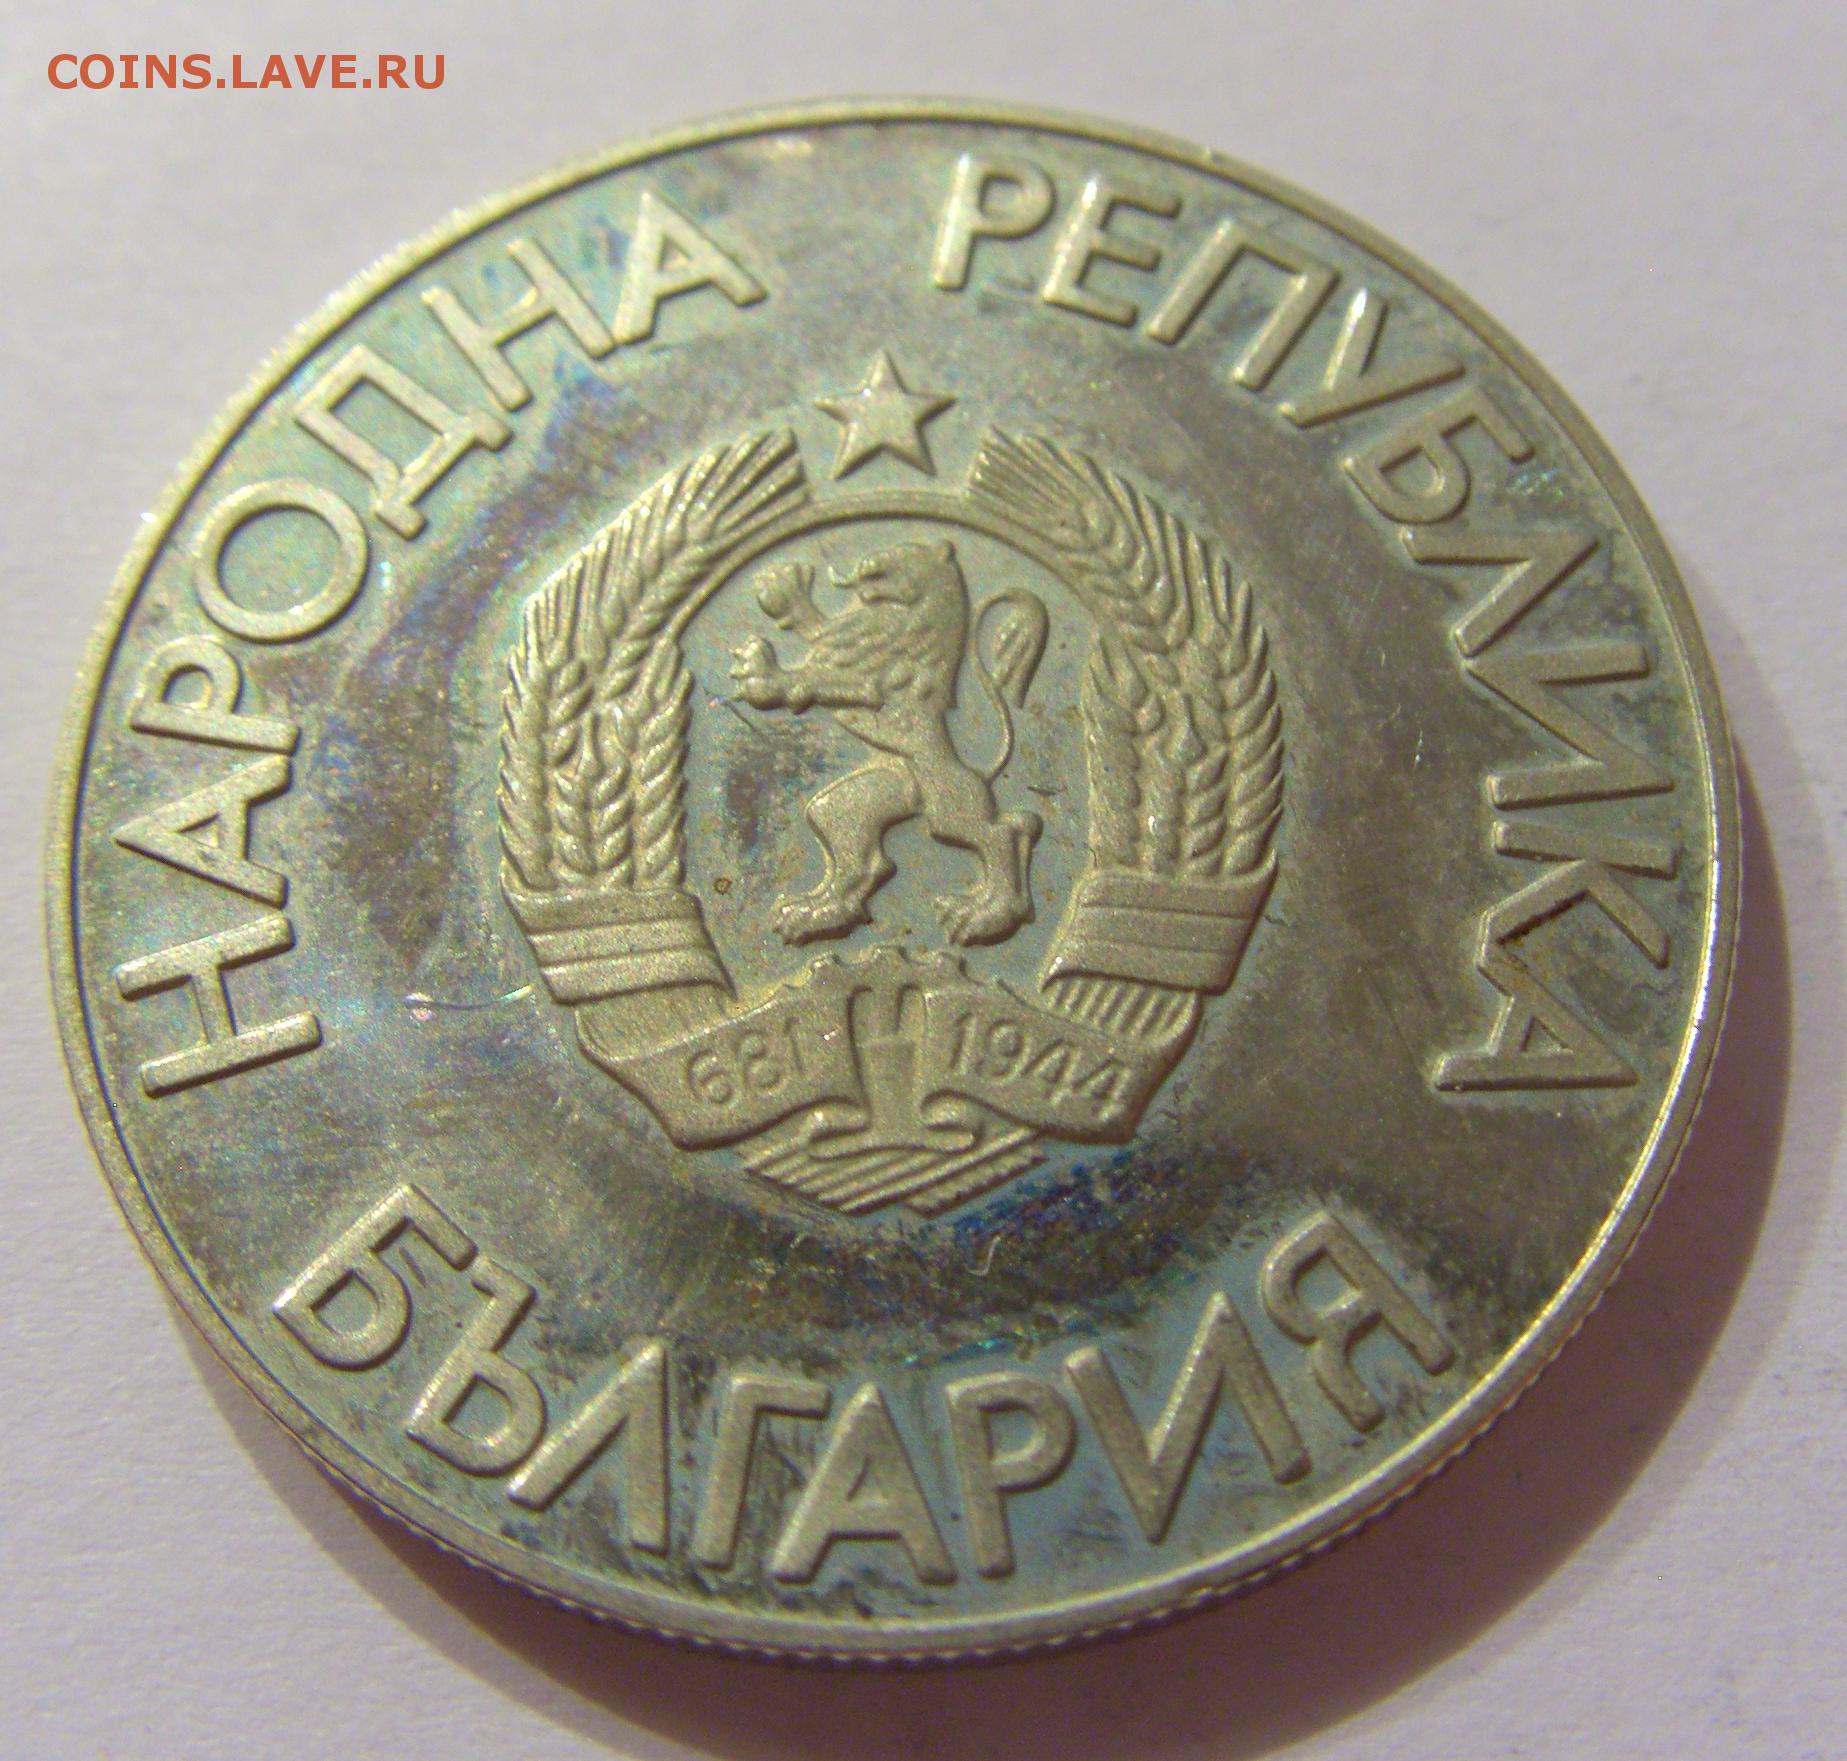 COINS.LAVE.RU
НАРОДНА РЕПУБЛИКА
681 1944
БЪЛГАРИЯ